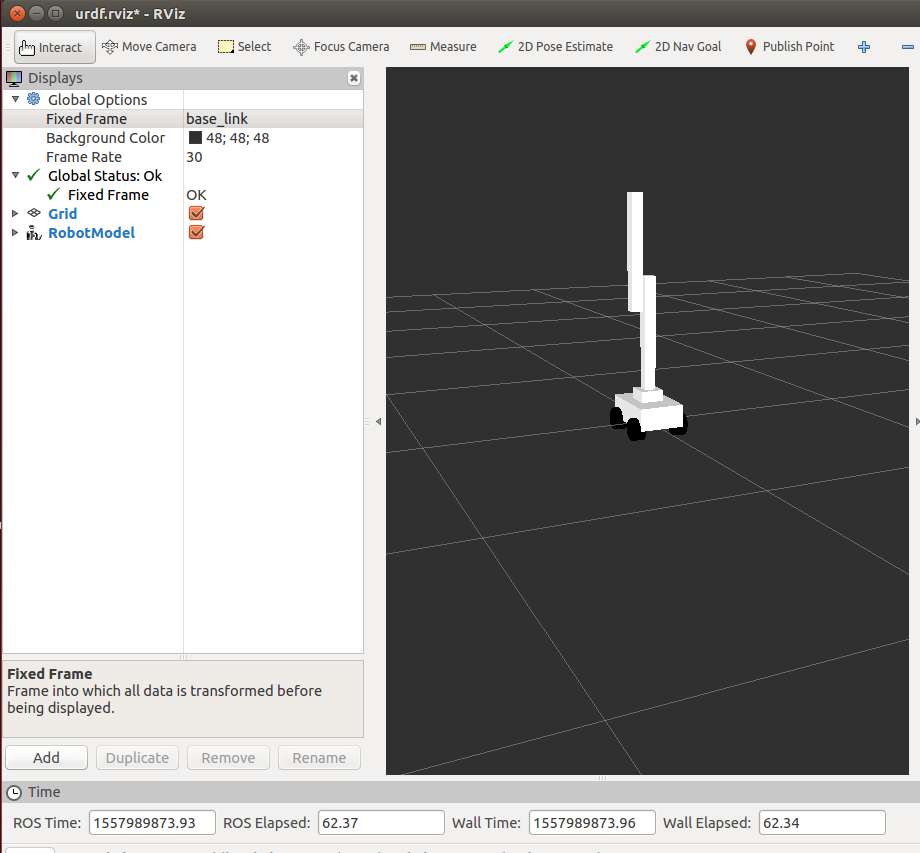 urdf.rviz* - RViz
Interact Move Camera Select Focus Camera Measure 2D Pose Estimate 2D Nav Goal Publish Point
Displays
Global Options
Fixed Frame base_link
Background Color 48; 48; 48
Frame Rate 30
Global Status: Ok
Fixed Frame OK
Grid
RobotModel
Fixed Frame
Frame into which all data is transformed before
being displayed.
Add Duplicate Remove Rename
Time
ROS Time: 1557989873.93 ROS Elapsed: 62.37 Wall Time: 1557989873.96 Wall Elapsed: 62.34